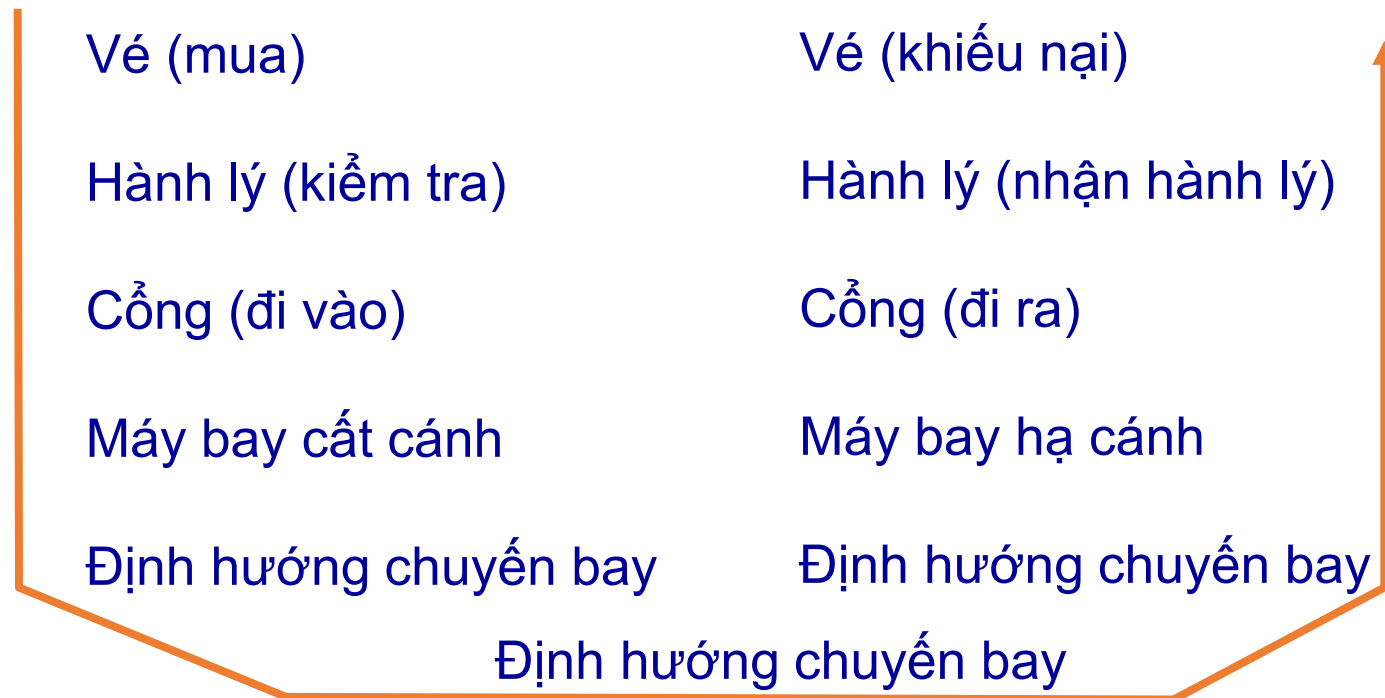 Vé (mua)
Hành lý (kiểm tra)
Cổng (đi vào)
Máy bay cất cánh
Định hướng chuyến bay
Vé (khiếu nại)
Hành lý (nhận hành lý)
Cổng (đi ra)
Máy bay hạ cánh
Định hướng chuyến bay
Định hướng chuyến bay